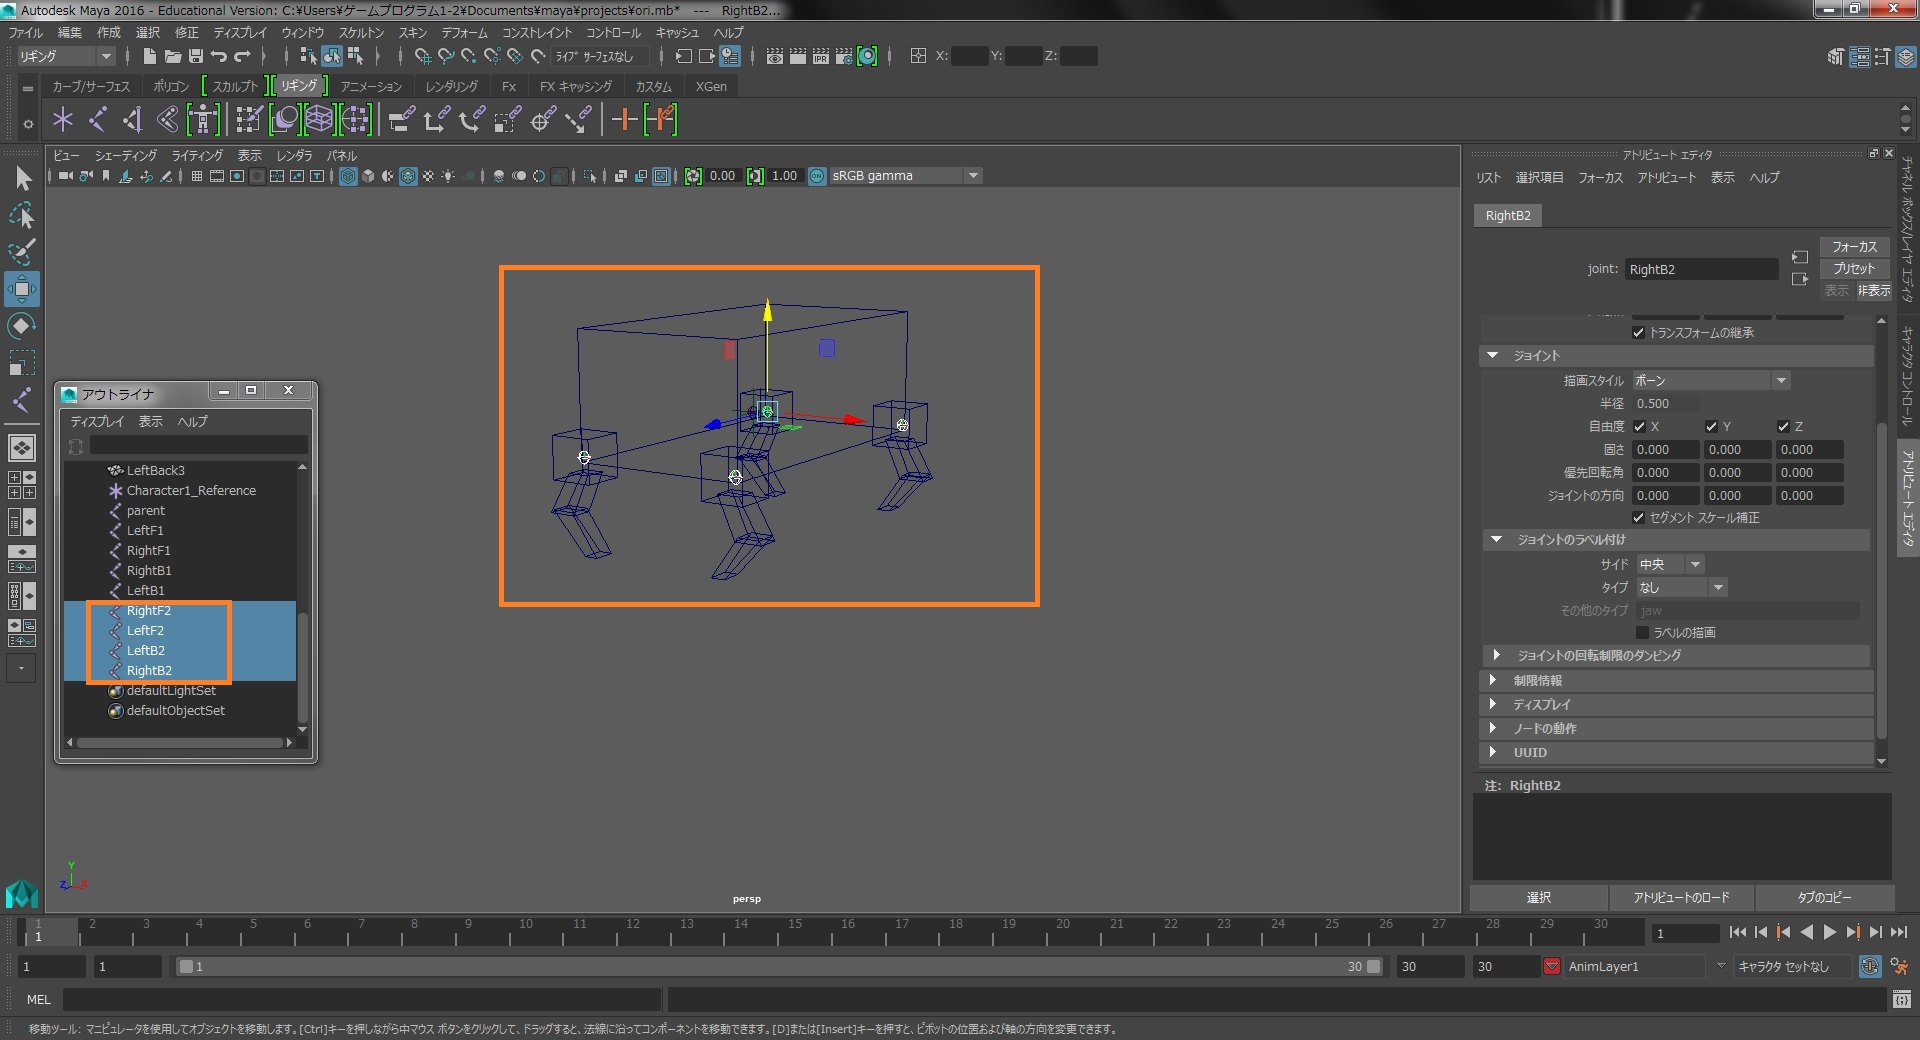 Autodesk Maya 2016 - Educational Version: C:¥Users¥ゲームプログラム1-2¥Documents¥maya¥projects¥ori.mb* --- RightB2...
ファイル 編集 作成 選択 修正 ディスプレイ ウィンドウ スケルトン スキン デフォーム コンストレイント コントロール キャッシュ ヘルプ
リギング
ライブ サーフェスなし
X: Y: Z:
カーブ/サーフェス ポリゴン スカルプト リギング アニメーション レンダリング Fx FX キャッシング カスタム XGen
ビュー シェーディング ライティング 表示 レンダラ パネル
0.00 1.00 ON sRGB gamma
アウトライナ
ディスプレイ 表示 ヘルプ
LeftBack3
Character1_Reference
parent
LeftF1
RightF1
RightB1
LeftB1
RightF2
LeftF2
LeftB2
RightB2
defaultLightSet
defaultObjectSet
Y
Z X
persp
アトリビュート エディタ
リスト 選択項目 フォーカス アトリビュート 表示 ヘルプ
RightB2
フォーカス
joint: RightB2
プリセット
表示 非表示
トランスフォームの継承
ジョイント
描画スタイル ボーン
半径 0.500
自由度 X Y Z
固さ 0.000 0.000 0.000
優先回転角 0.000 0.000 0.000
ジョイントの方向 0.000 0.000 0.000
セグメント スケール補正
ジョイントのラベル付け
サイド 中央
タイプ なし
その他のタイプ jaw
ラベルの描画
ジョイントの回転制限のダンピング
制限情報
ディスプレイ
ノードの動作
UUID
注: RightB2
選択 アトリビュートのロード タブのコピー
チャネル ボックス/レイヤ エディタ
キャラクタ コントロール
アトリビュート エディタ
1 2 3 4 5 6 7 8 9 10 11 12 13 14 15 16 17 18 19 20 21 22 23 24 25 26 27 28 29 30
1 1
1 1 1 30 30 30 AnimLayer1 キャラクタ セットなし
MEL
移動ツール: マニピュレータを使用してオブジェクトを移動します。[Ctrl]キーを押しながら中マウス ボタンをクリックして、ドラッグすると、法線に沿ってコンポーネントを移動できます。[D]または[Insert]キーを押すと、ピボットの位置および軸の方向を変更できます。